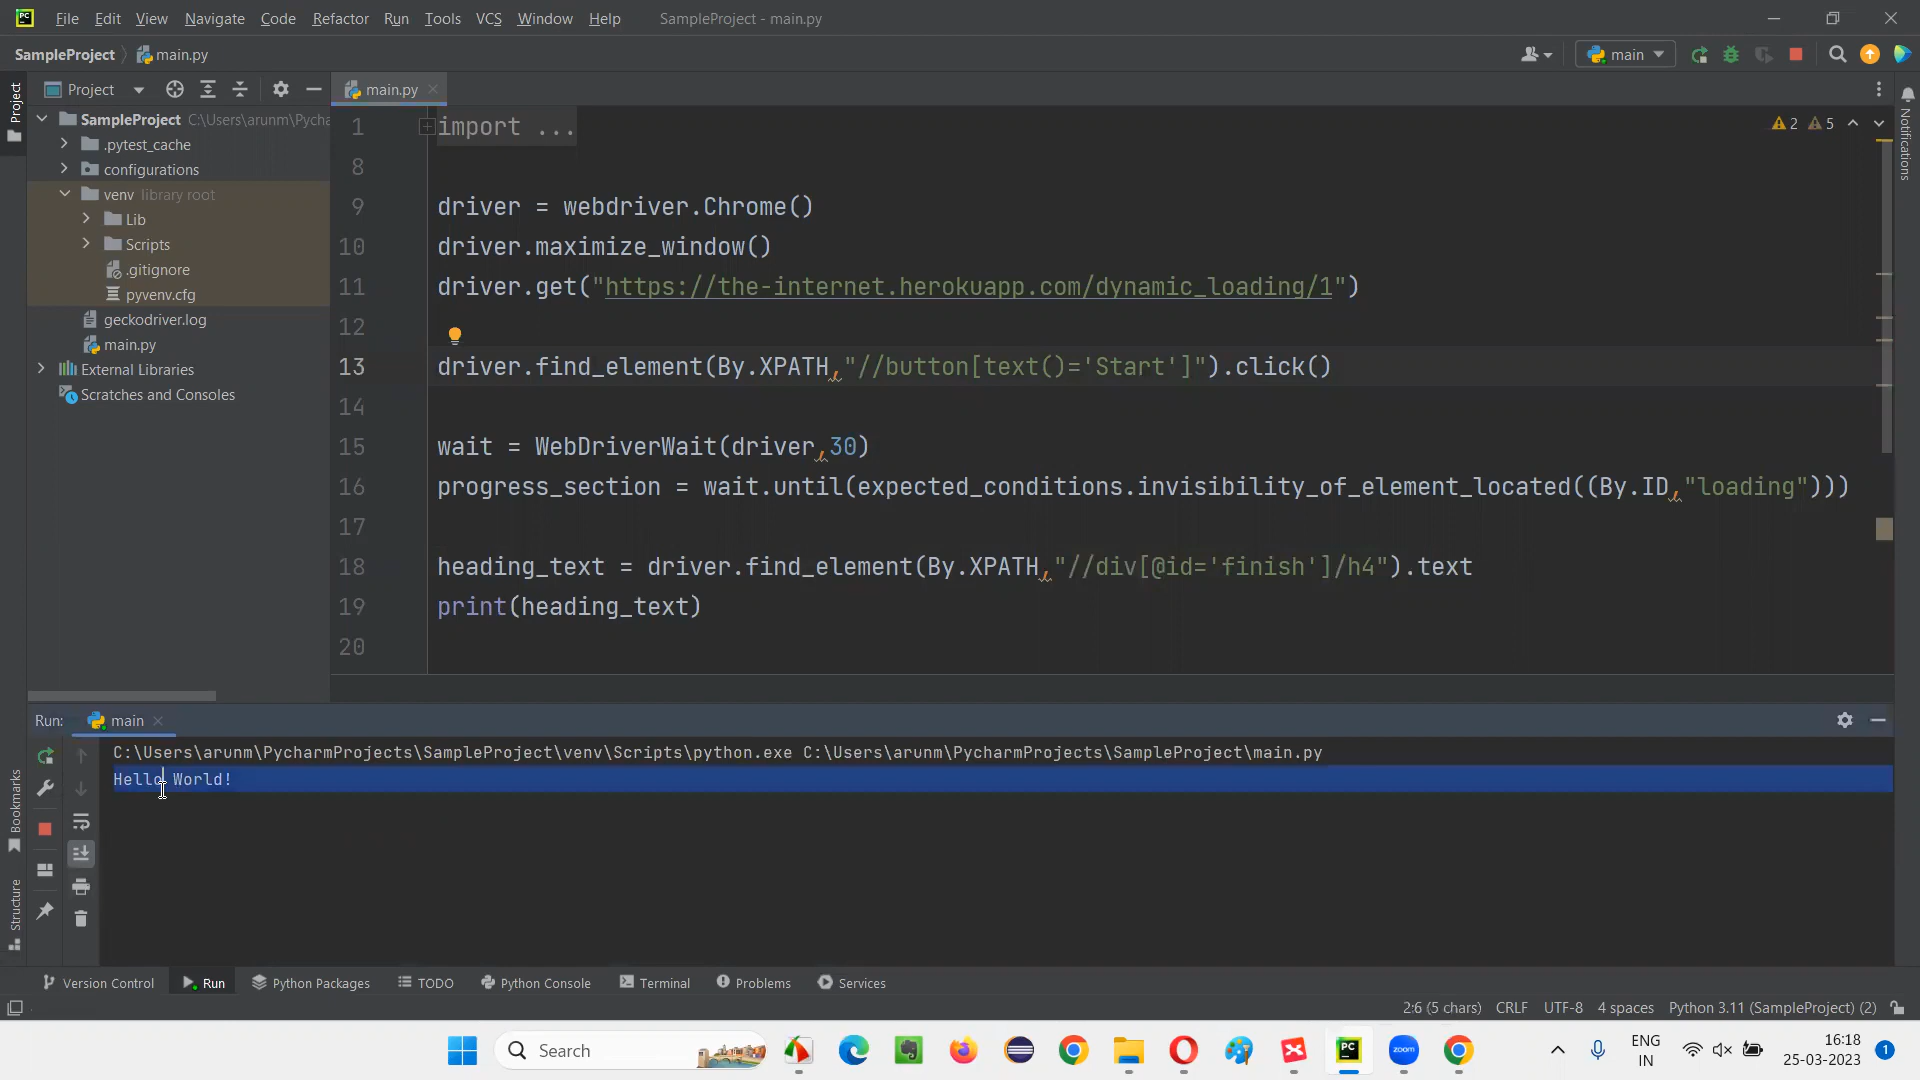 File Edit View Navigate Code Refactor Run Tools VCS Window Help SampleProject - main.py
SampleProject main.py main
Project main.py
Project
SampleProject C:\Users\arunm\Pycha
.pytest_cache
configurations
venv library root
Lib
Scripts
.gitignore
pyvenv.cfg
geckodriver.log
main.py
External Libraries
Scratches and Consoles
1 import ...
2 5
8
9 driver = webdriver.Chrome()
10 driver.maximize_window()
11 driver.get("https://the-internet.herokuapp.com/dynamic_loading/1")
12
13 driver.find_element(By.XPATH,"//button[text()='Start']").click()
14
15 wait = WebDriverWait(driver,30)
16 progress_section = wait.until(expected_conditions.invisibility_of_element_located((By.ID,"loading")))
17
18 heading_text = driver.find_element(By.XPATH,"//div[@id='finish']/h4").text
19 print(heading_text)
20
Notifications
Run: main
C:\Users\arunm\PycharmProjects\SampleProject\venv\Scripts\python.exe C:\Users\arunm\PycharmProjects\SampleProject\main.py
Hello World!
Bookmarks
Structure
Version Control Run Python Packages TODO Python Console Terminal Problems Services
2:6 (5 chars) CRLF UTF-8 4 spaces Python 3.11 (SampleProject) (2)
Search
PC
zoom
ENG
IN
16:18
25-03-2023
1